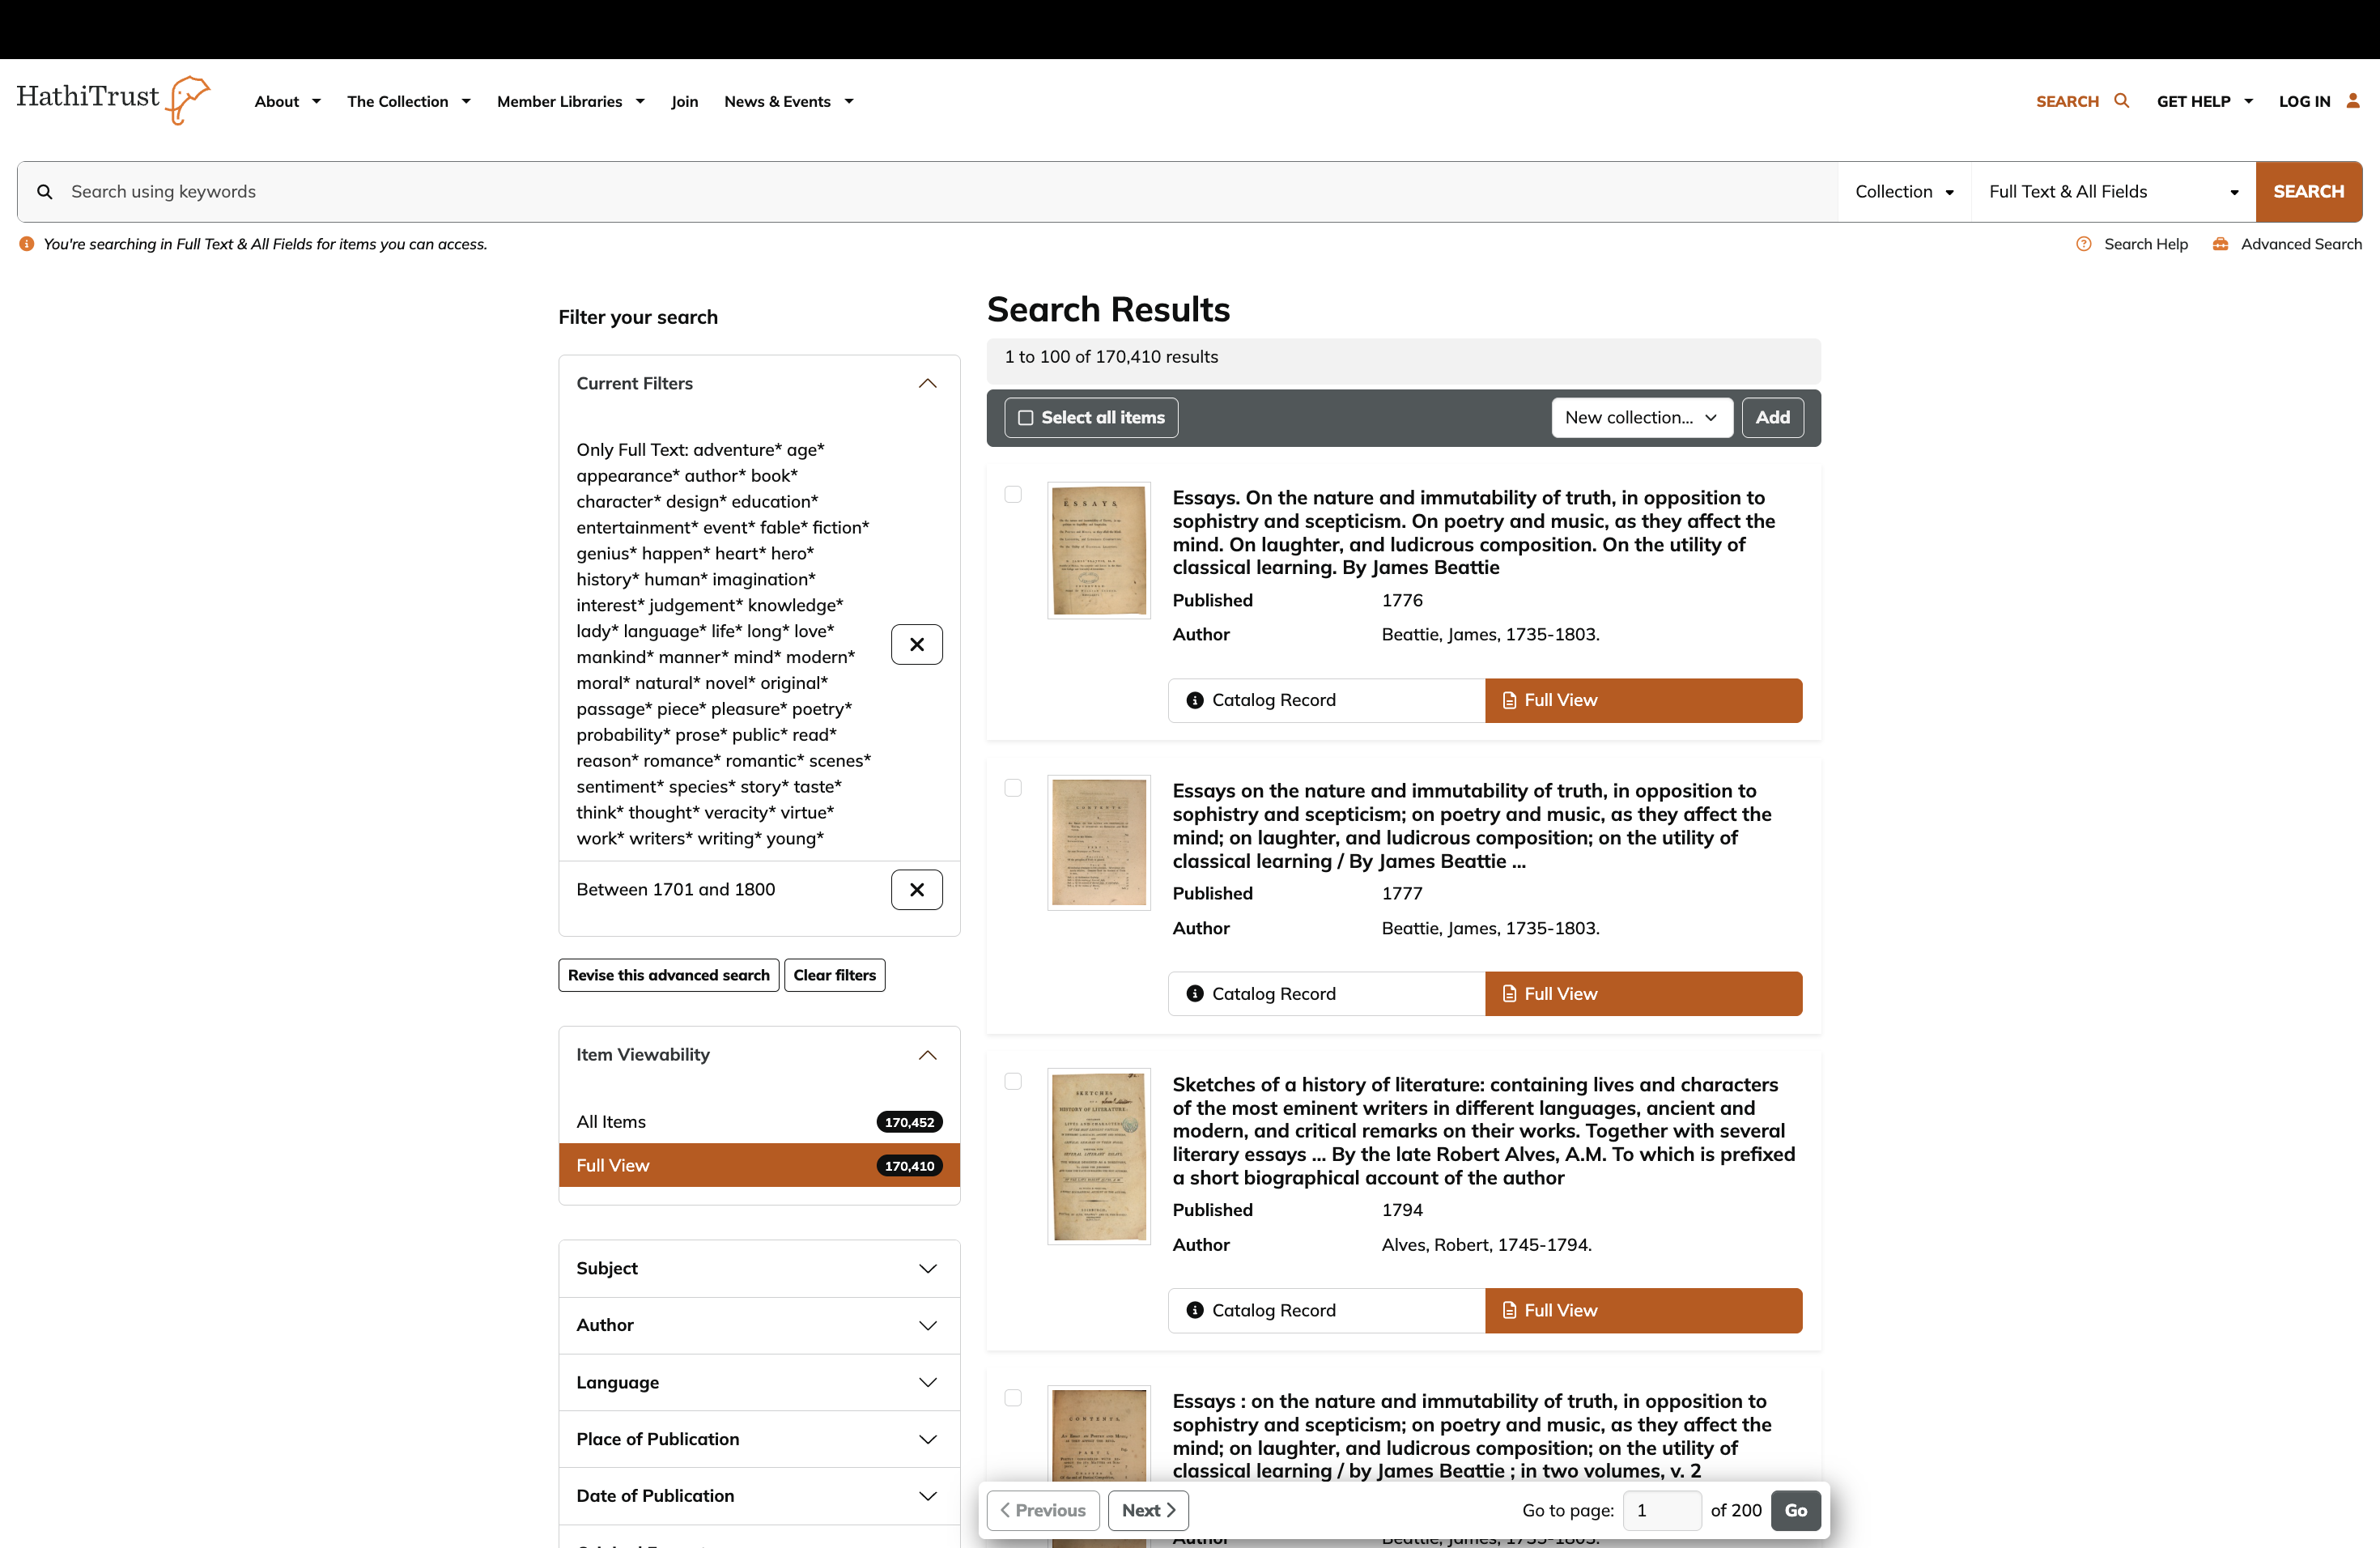 HathiTrust
About
The Collection
Member Libraries
Join
News & Events
SEARCH
GET HELP
LOG IN
Search using keywords
Collection
Full Text & All Fields
SEARCH
You're searching in Full Text & All Fields for items you can access.
Search Help
Advanced Search
Filter your search
Current Filters
Only Full Text: adventure* age*
appearance* author* book*
character* design* education*
entertainment* event* fable* fiction*
genius* happen* heart* hero*
history* human* imagination*
interest* judgement* knowledge*
lady* language* life* long* love*
mankind* manner* mind* modern*
moral* natural* novel* original*
passage* piece* pleasure* poetry*
probability* prose* public* read*
reason* romance* romantic* scenes*
sentiment* species* story* taste*
think* thought* veracity* virtue*
work* writers* writing* young*
Between 1701 and 1800
Revise this advanced search
Clear filters
Item Viewability
All Items 170,452
Full View 170,410
Subject
Author
Language
Place of Publication
Date of Publication
Search Results
1 to 100 of 170,410 results
Select all items
New collection...
Add
ESSAYS,
Essays. On the nature and immutability of truth, in opposition to
sophistry and scepticism. On poetry and music, as they affect the
mind. On laughter, and ludicrous composition. On the utility of
classical learning. By James Beattie
Published 1776
Author Beattie, James, 1735-1803.
Catalog Record
Full View
CONTENTS
Essays on the nature and immutability of truth, in opposition to
sophistry and scepticism; on poetry and music, as they affect the
mind; on laughter, and ludicrous composition; on the utility of
classical learning / By James Beattie ...
Published 1777
Author Beattie, James, 1735-1803.
Catalog Record
Full View
SKETCHES
HISTORY OF LITERATURE
Sketches of a history of literature: containing lives and characters
of the most eminent writers in different languages, ancient and
modern, and critical remarks on their works. Together with several
literary essays ... By the late Robert Alves, A.M. To which is prefixed
a short biographical account of the author
Published 1794
Author Alves, Robert, 1745-1794.
Catalog Record
Full View
CONTENTS.
Essays : on the nature and immutability of truth, in opposition to
sophistry and scepticism; on poetry and music, as they affect the
mind; on laughter, and ludicrous composition; on the utility of
classical learning / by James Beattie ; in two volumes, v. 2
Previous
Next
Go to page: 1 of 200 Go
Author Beattie, James, 1735-1803.